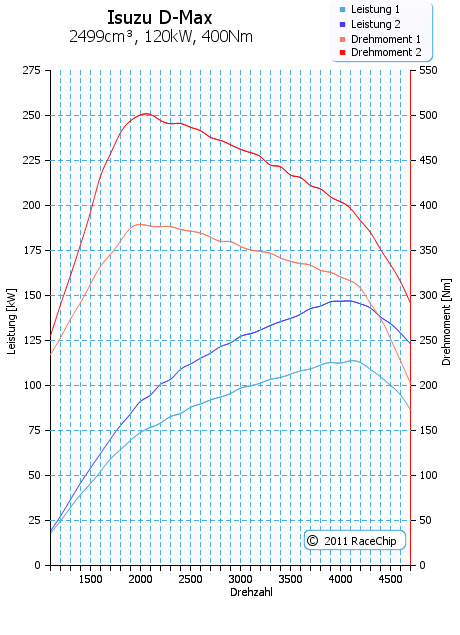 Isuzu D-Max
2499cm³, 120kW, 400Nm
Leistung 1
Leistung 2
Drehmoment 1
Drehmoment 2
275
250
225
200
175
150
125
100
75
50
25
0
Leistung [kW]
550
500
450
400
350
300
250
200
150
100
50
0
Drehmoment [Nm]
1500 2000 2500 3000 3500 4000 4500
Drehzahl
© 2011 RaceChip